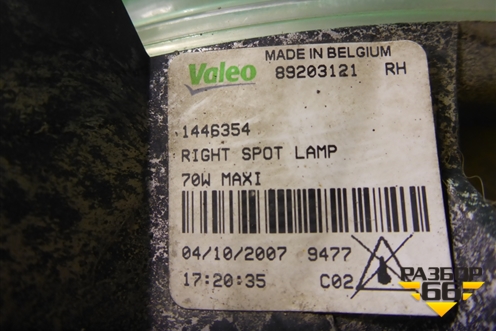 MADE IN BELGIUM
Valeo 89203121 RH
1446354
RIGHT SPOT LAMP
70W MAXI
04/10/2007 9477
17:20:35 C02
РАЗБОР
66